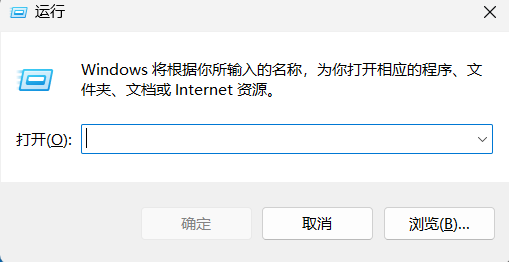 运行
Windows 将根据你所输入的名称，为你打开相应的程序、文
件夹、文档或 Internet 资源。
打开(O):
确定 取消 浏览(B)...